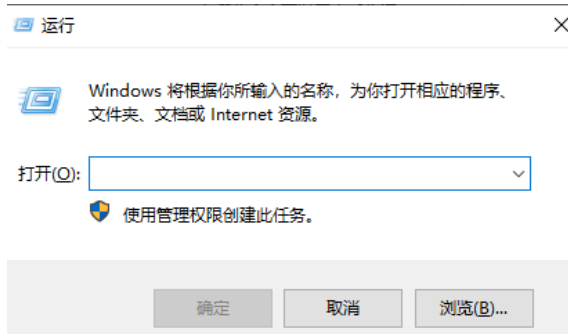 运行
Windows 将根据你所输入的名称，为你打开相应的程序、
文件夹、文档或 Internet 资源。
打开(O):
使用管理权限创建此任务。
确定 取消 浏览(B)...